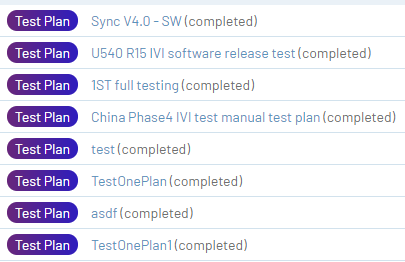 Test Plan Sync V4.0 - SW (completed)
Test Plan U540 R15 IVI software release test (completed)
Test Plan 1ST full testing (completed)
Test Plan China Phase4 IVI test manual test plan (completed)
Test Plan test (completed)
Test Plan TestOnePlan (completed)
Test Plan asdf (completed)
Test Plan TestOnePlan1 (completed)